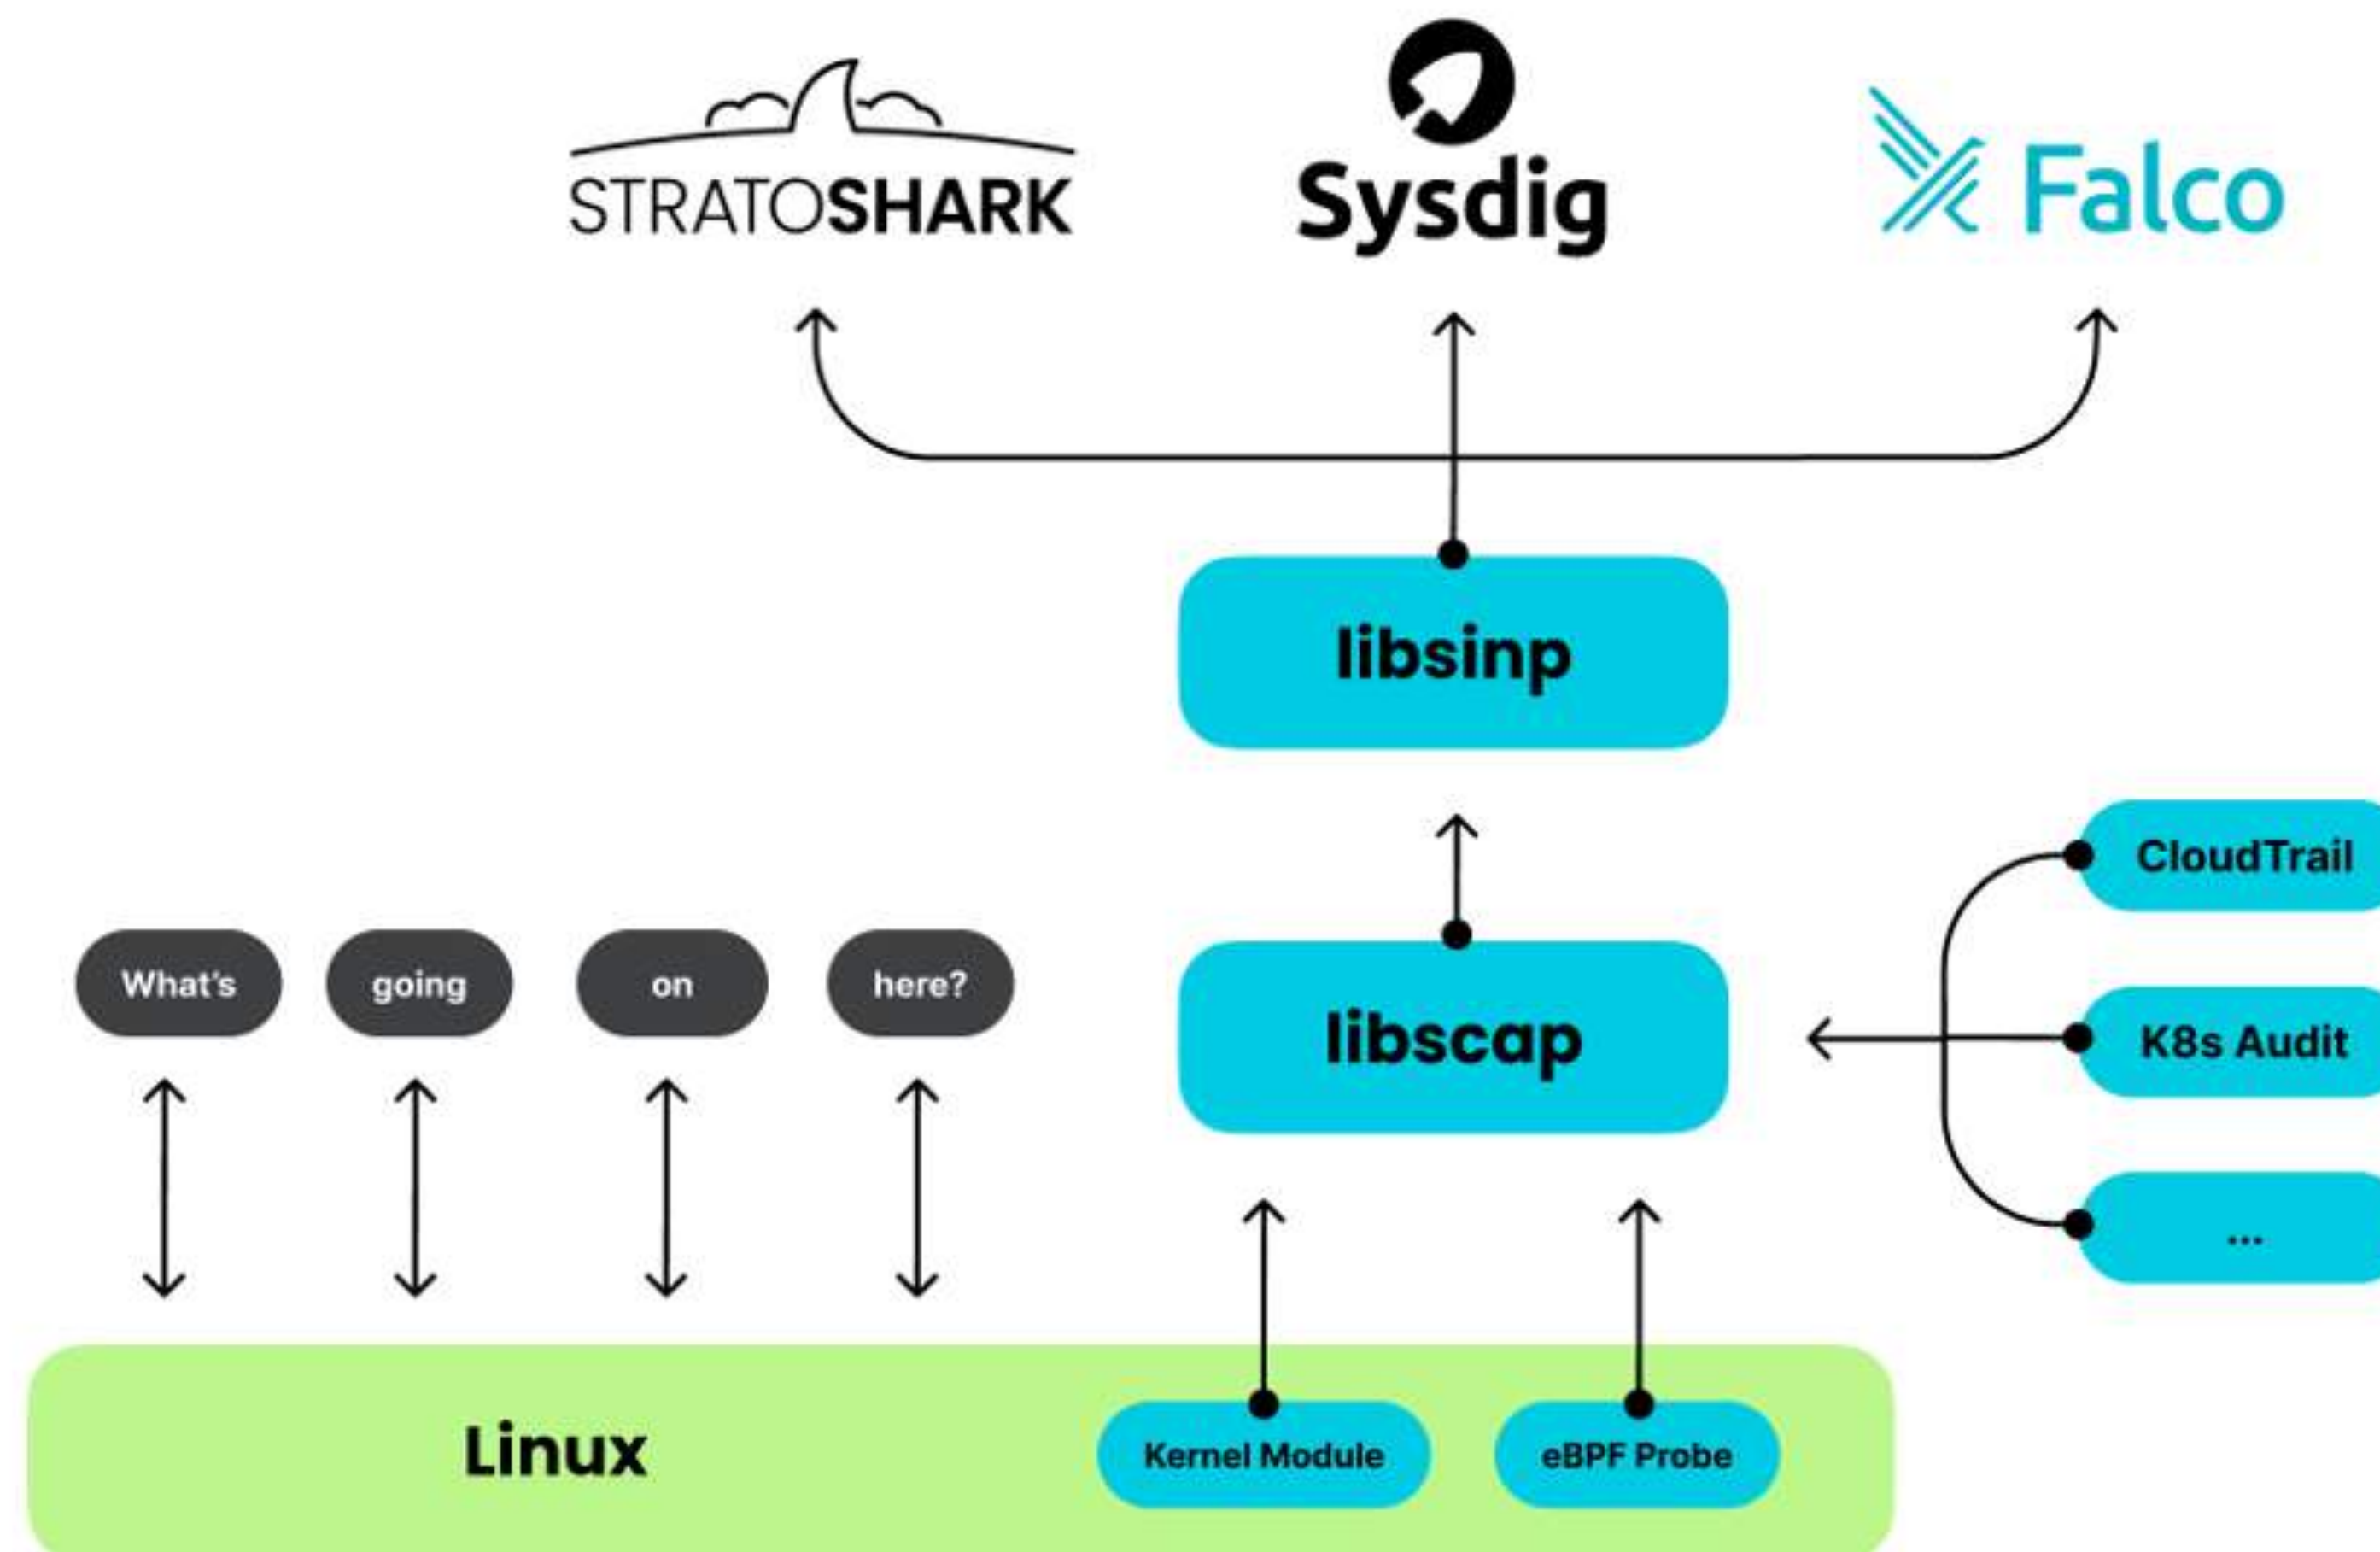 STRATOSHARK
Sysdig
Falco
libsinp
CloudTrail
What's going on here?
libscap
K8s Audit
...
Linux
Kernel Module
eBPF Probe